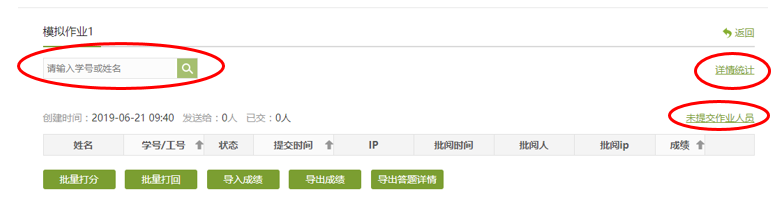 模拟作业1 返回
请输入学号或姓名
详情统计
创建时间：2019-06-21 09:40 发送给：0人 已交：0人 未提交作业人员
姓名 学号/工号 状态 提交时间 IP 批阅时间 批阅人 批阅ip 成绩
批量打分 批量打回 导入成绩 导出成绩 导出答题详情